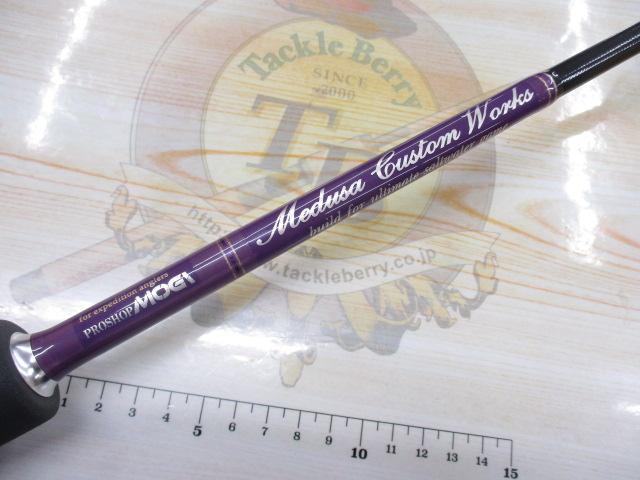 Tackle Berry
SINCE
2000
Medusa Custom Works
build for ultimate saltwater game
for expedition anglers
PROSHOP MOGI
http
www.tackleberry.co.jp
1 2 3 4 5 6 7 8 9 10 11 12 13 14 15